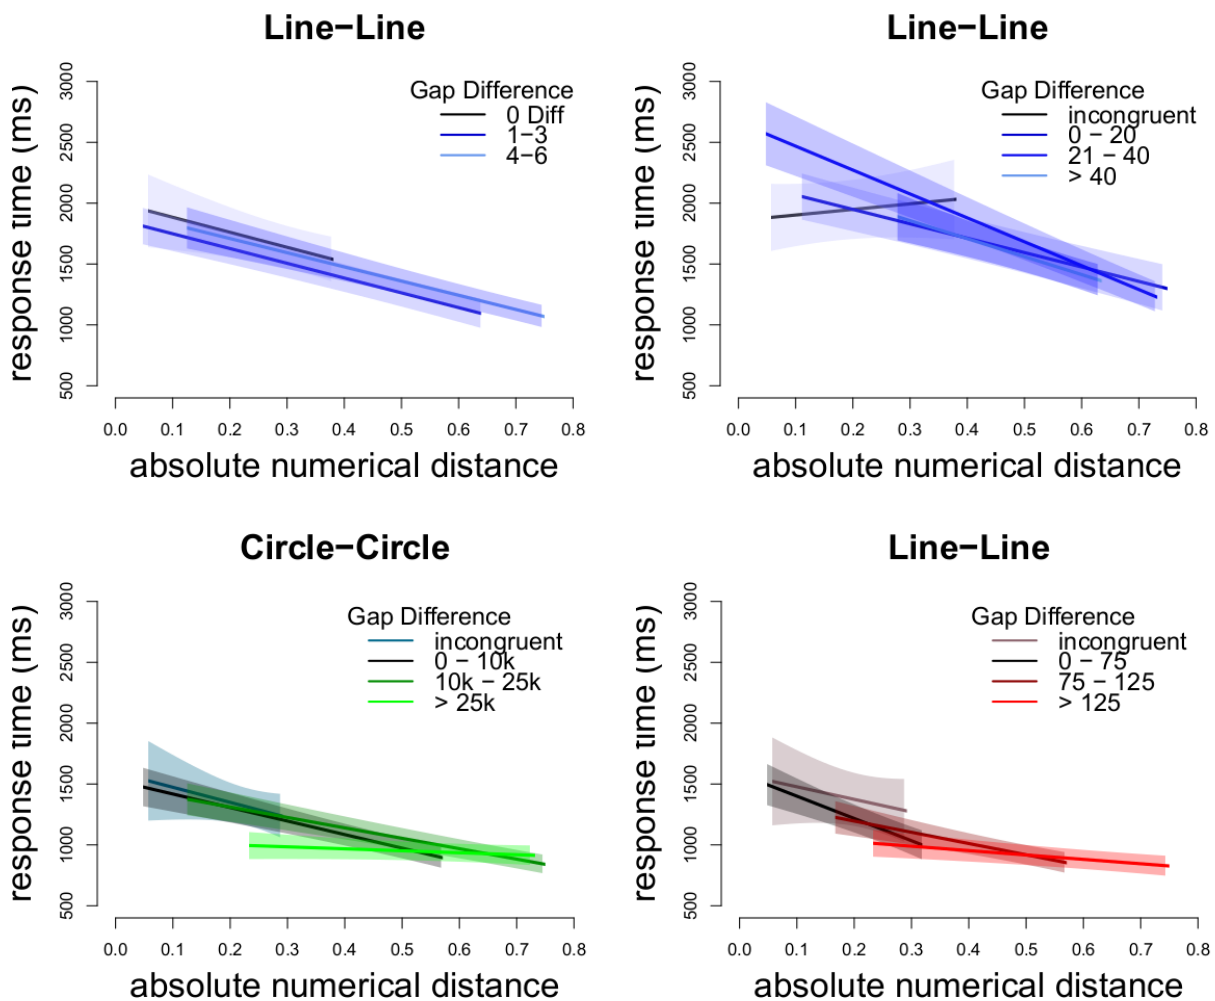 Line−Line
response time (ms)
3000
2500
2000
1500
1000
500
Gap Difference
0 Diff
1−3
4−6
0.0 0.1 0.2 0.3 0.4 0.5 0.6 0.7 0.8
absolute numerical distance
Line−Line
response time (ms)
3000
2500
2000
1500
1000
500
Gap Difference
incongruent
0 − 20
21 − 40
> 40
0.0 0.1 0.2 0.3 0.4 0.5 0.6 0.7 0.8
absolute numerical distance
Circle−Circle
response time (ms)
3000
2500
2000
1500
1000
500
Gap Difference
incongruent
0 − 10k
10k − 25k
> 25k
0.0 0.1 0.2 0.3 0.4 0.5 0.6 0.7 0.8
absolute numerical distance
Line−Line
response time (ms)
3000
2500
2000
1500
1000
500
Gap Difference
incongruent
0 − 75
75 − 125
> 125
0.0 0.1 0.2 0.3 0.4 0.5 0.6 0.7 0.8
absolute numerical distance